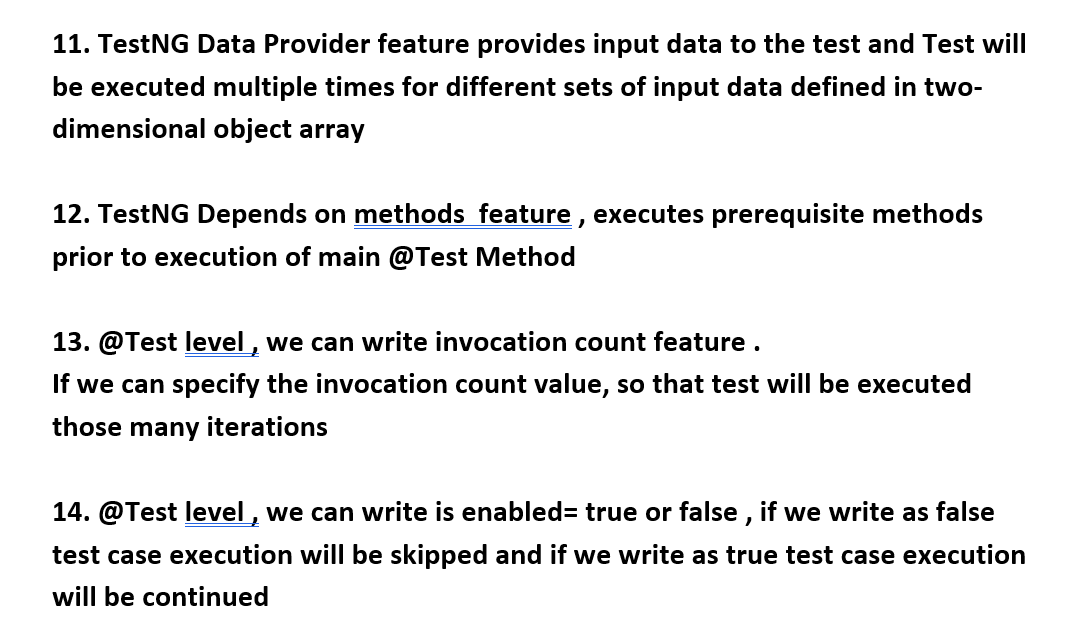 11. TestNG Data Provider feature provides input data to the test and Test will
be executed multiple times for different sets of input data defined in two-
dimensional object array
12. TestNG Depends on methods  feature , executes prerequisite methods
prior to execution of main @Test Method
13. @Test level , we can write invocation count feature .
If we can specify the invocation count value, so that test will be executed
those many iterations
14. @Test level , we can write is enabled= true or false , if we write as false
test case execution will be skipped and if we write as true test case execution
will be continued